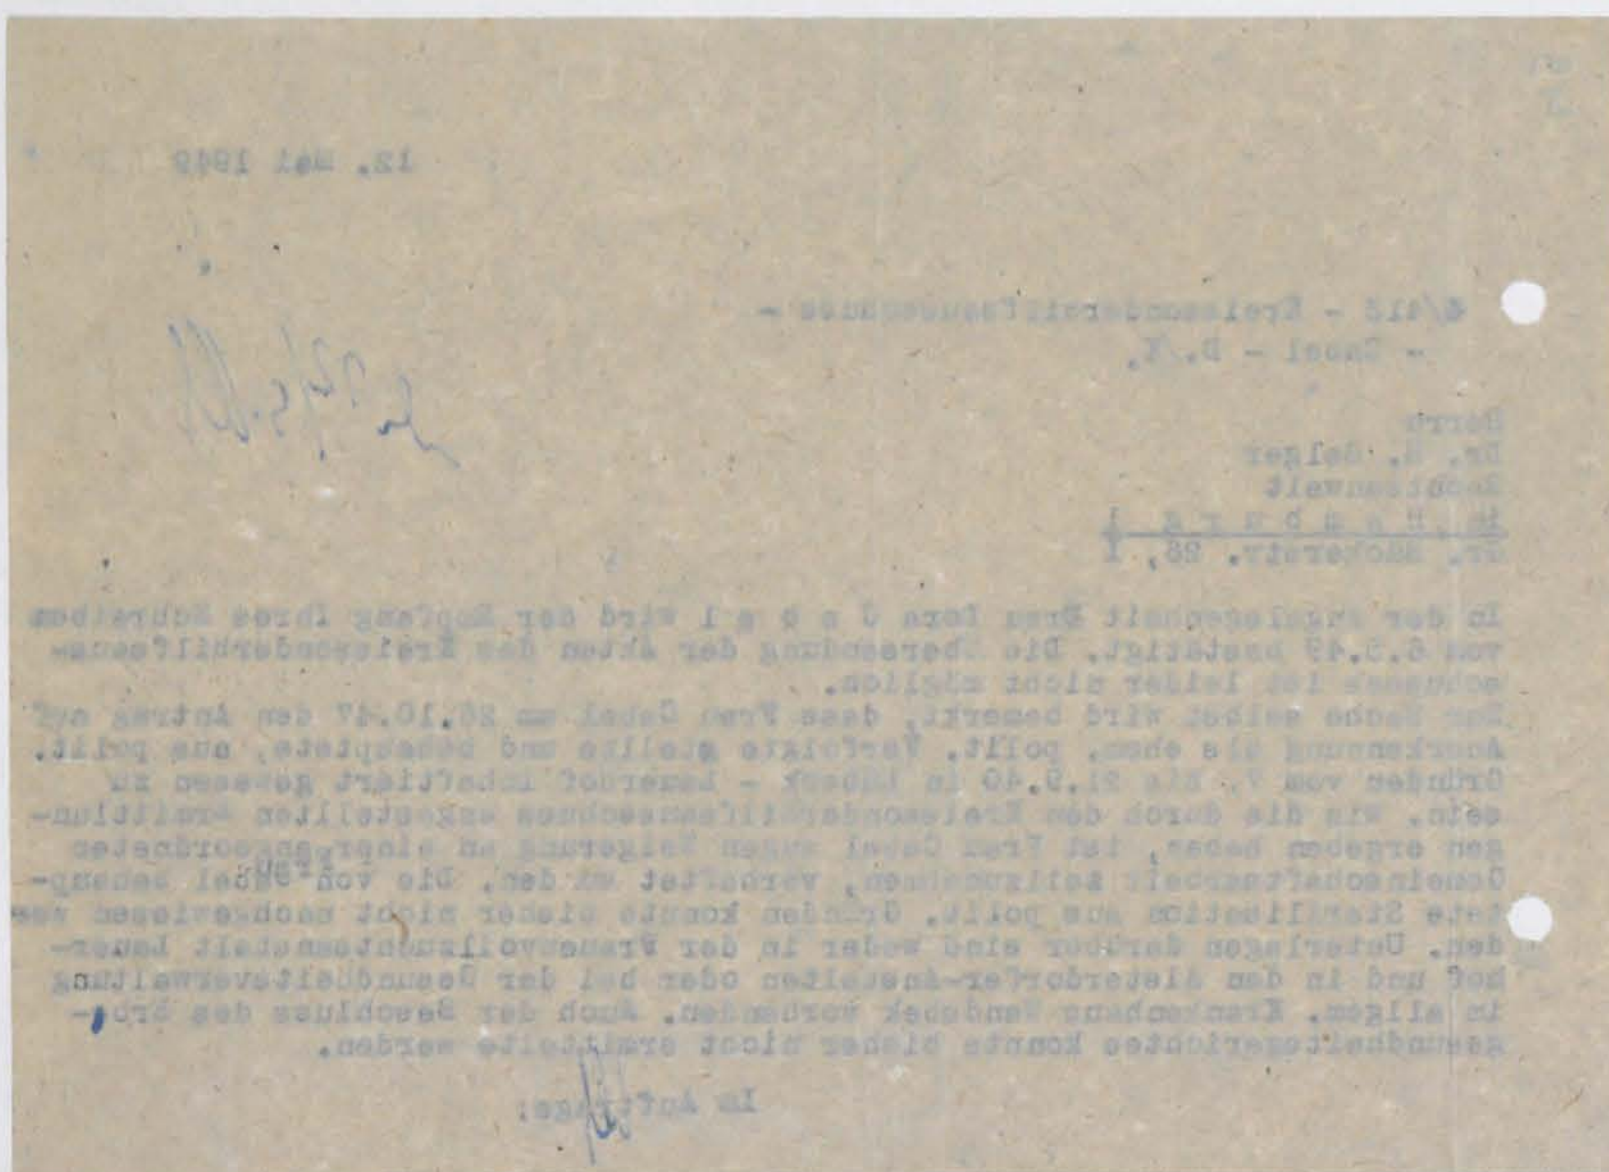 12. Mai 1949
- Kreissonderhilfsausschuss -
- Gabel - D./K.
Herrn
Dr. H. Selger
Rechtsanwalt
in H a m b u r g 1
Gr. Bäckerstr. 28, I
In der Angelegenheit Frau Dora G a b e l wird der Empfang Ihres Schreibem
vom 6.5.49 bestätigt. Die Übersendung der Akten des Kreissonderhilfsaus-
schusses ist leider nicht möglich.
Zur Sache selbst wird bemerkt, dass Frau Gabel am 28.10.47 den Antrag auf
Anerkennung als ehem. polit. Verfolgte stellte und behauptete, aus polit.
Gründen vom 7. bis 21.9.40 in Lübeck - Lauerhof inhaftiert gewesen zu
sein. Wie die durch den Kreissonderhilfsausschuss angestellten Ermittlun-
gen ergeben haben, ist Frau Gabel wegen Weigerung an einer angeordneten
Gemeinschaftsarbeit teilzunehmen, verhaftet worden. Die von Frau Gabel behaup-
tete Sterilisation aus polit. Gründen konnte bisher nicht nachgewiesen wer
den. Unterlagen darüber sind weder in der Frauenvollzugsanstalt Lauer-
hof und in den Alsterdorfer-Anstalten oder bei der Gesundheitsverwaltung
im allgem. Krankenhaus Wandsbek vorhanden. Auch der Beschluss des Erb-
gesundheitsgerichtes konnte bisher nicht ermittelt werden.
Im Auftrage: